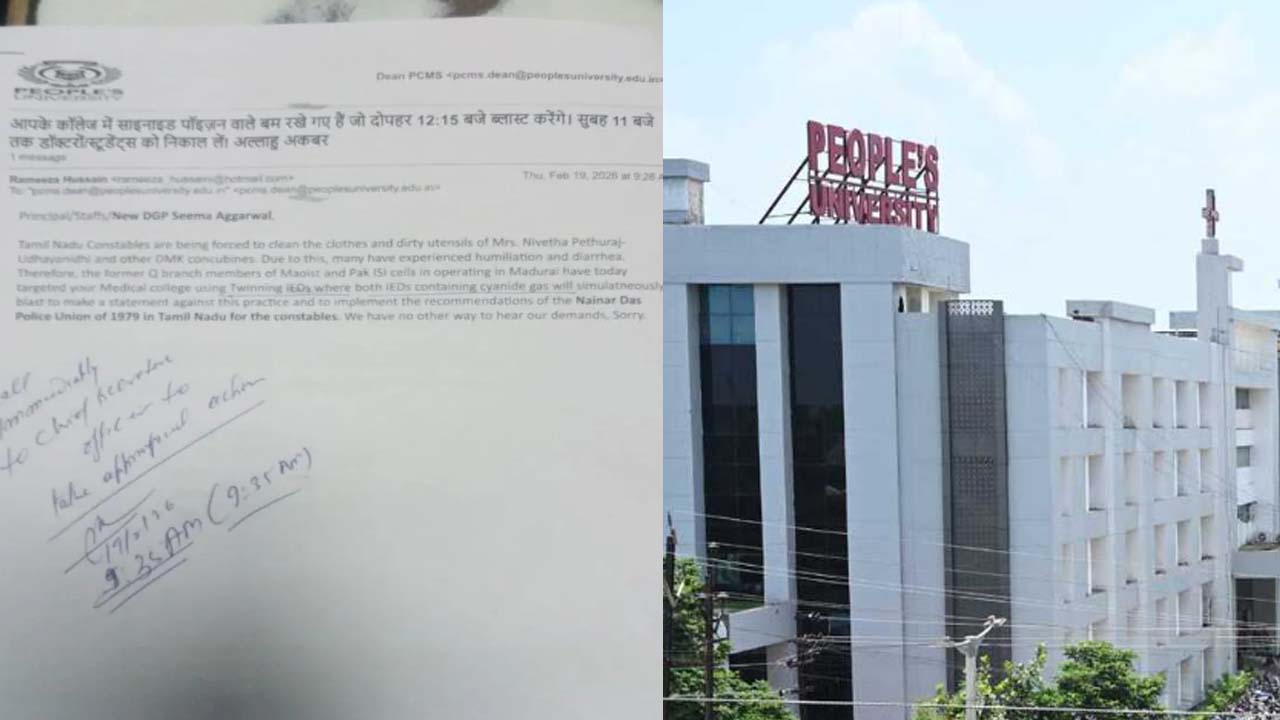 PEOPLE'S
UNIVERSITY
Dean PCMS <pcms.dean@peoplesuniversity.edu.in>
आपके कॉलेज में साइनाइड पॉइज़न वाले बम रखे गए हैं जो दोपहर 12:15 बजे ब्लास्ट करेंगे। सुबह 11 बजे
तक डॉक्टरों/स्टूडेंट्स को निकाल लें! अल्लाहु अकबर
1 message
Rameeza Hussain <rameeza_hussain@hotmail.com>
Thu, Feb 19, 2026 at 9:26
To: "pcms.dean@peoplesuniversity.edu.in" <pcms.dean@peoplesuniversity.edu.in>
Principal/Staffs/New DGP Seema Aggarwal,
Tamil Nadu Constables are being forced to clean the clothes and dirty utensils of Mrs. Nivetha Pethuraj-
Udhayanidhi and other DMK concubines. Due to this, many have experienced humiliation and diarrhea.
Therefore, the former Q branch members of Maoist and Pak ISI cells in operating in Madurai have today
targeted your Medical college using Twinning IEDs where both IEDs containing cyanide gas will simulatneously
blast to make a statement against this practice and to implement the recommendations of the Nainar Das
Police Union of 1979 in Tamil Nadu for the constables. We have no other way to hear our demands, Sorry.
immediately
to chief
officer to
take action
9:35 AM (9:35 AM)
PEOPLE'S
UNIVERSITY